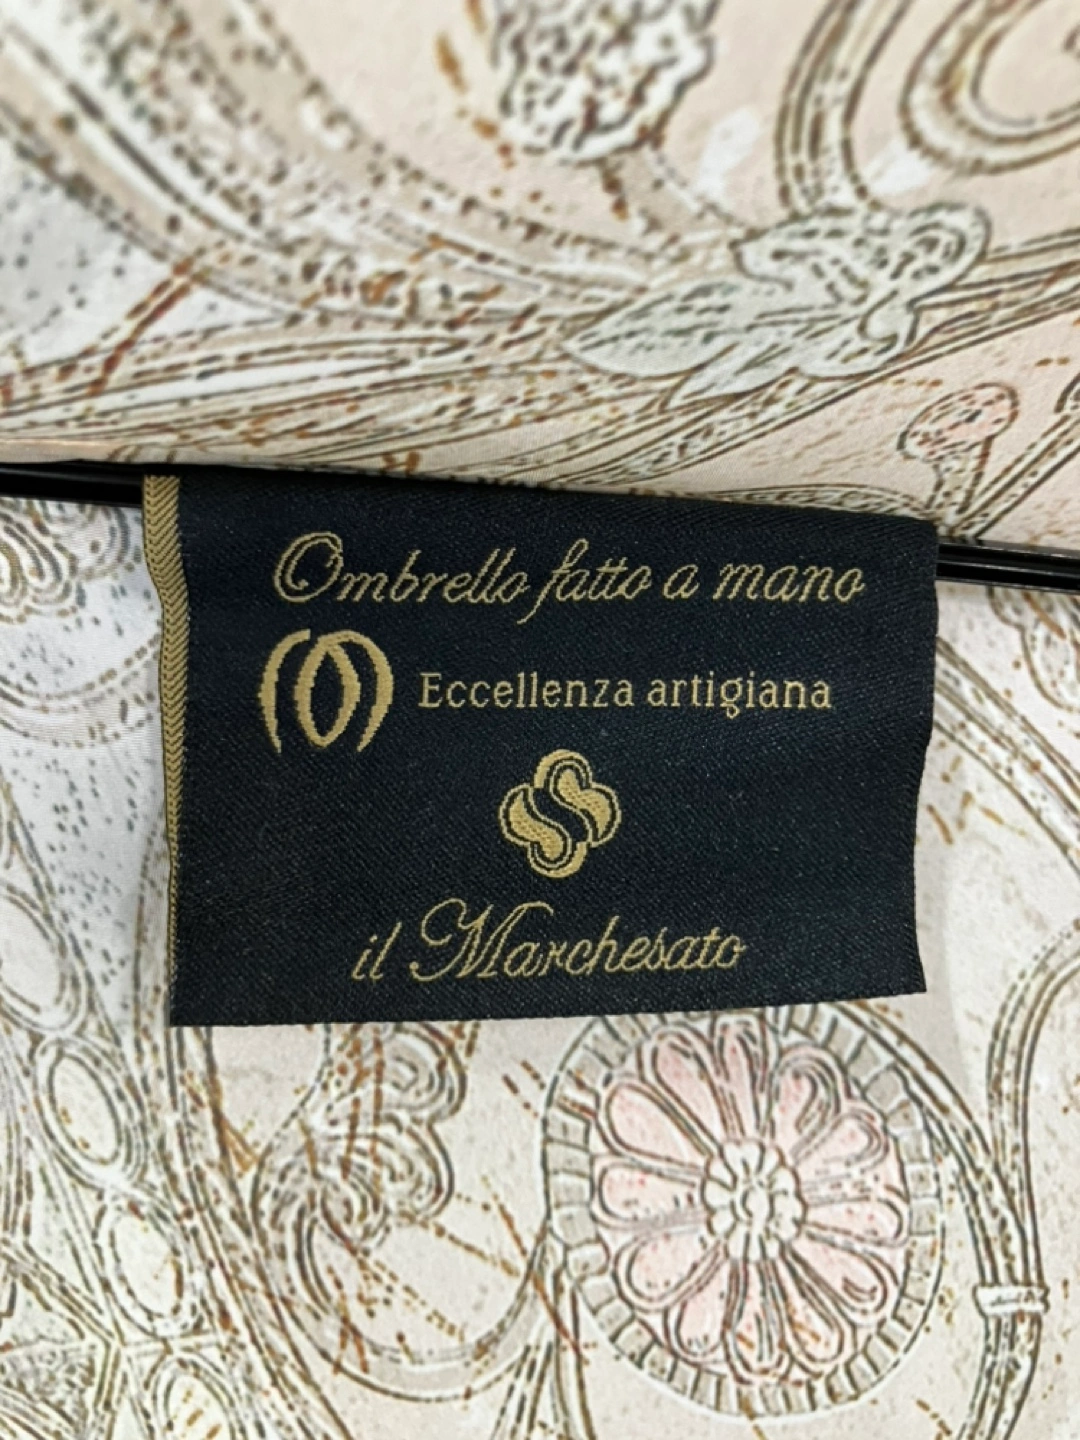 Ombrello fatto a mano
Eccellenza artigiana
il Marchesato